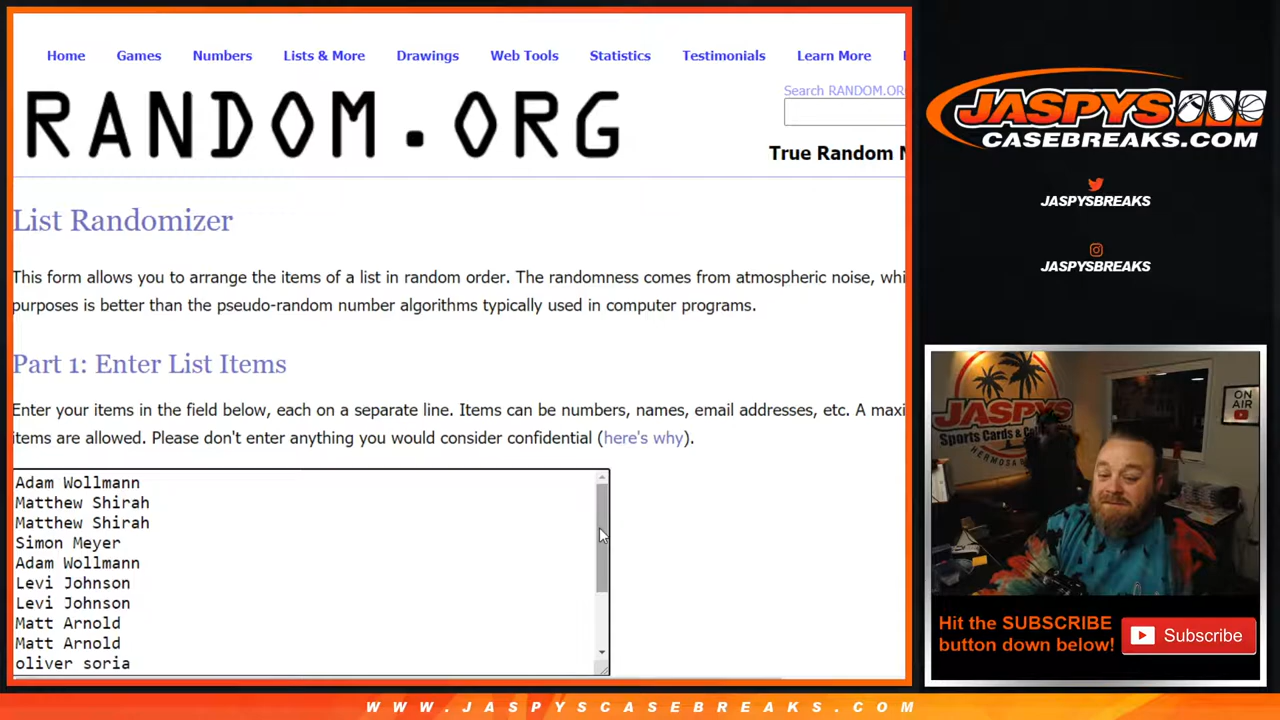 Home Games Numbers Lists & More Drawings Web Tools Statistics Testimonials Learn More
Search RANDOM.OR
RANDOM.ORG
True Random
List Randomizer
This form allows you to arrange the items of a list in random order. The randomness comes from atmospheric noise, whi
purposes is better than the pseudo-random number algorithms typically used in computer programs.
Part 1: Enter List Items
Enter your items in the field below, each on a separate line. Items can be numbers, names, email addresses, etc. A maxi
items are allowed. Please don't enter anything you would consider confidential (here's why).
Adam Wollmann
Matthew Shirah
Matthew Shirah
Simon Meyer
Adam Wollmann
Levi Johnson
Levi Johnson
Matt Arnold
Matt Arnold
oliver soria
JASPYS
CASEBREAKS.COM
JASPYSBREAKS
JASPYSBREAKS
JASPYS
Sports Cards &
HERMOSA
ON
AIR
Hit the SUBSCRIBE
button down below!
Subscribe
WWW.JASPYSCASEBREAKS.COM